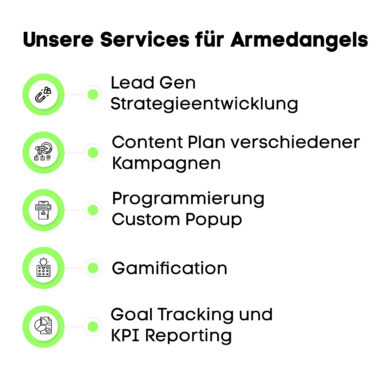 Unsere Services für Armedangels
Lead Gen
Strategieentwicklung
Content Plan verschiedener
Kampagnen
Programmierung
Custom Popup
Gamification
Goal Tracking und
KPI Reporting